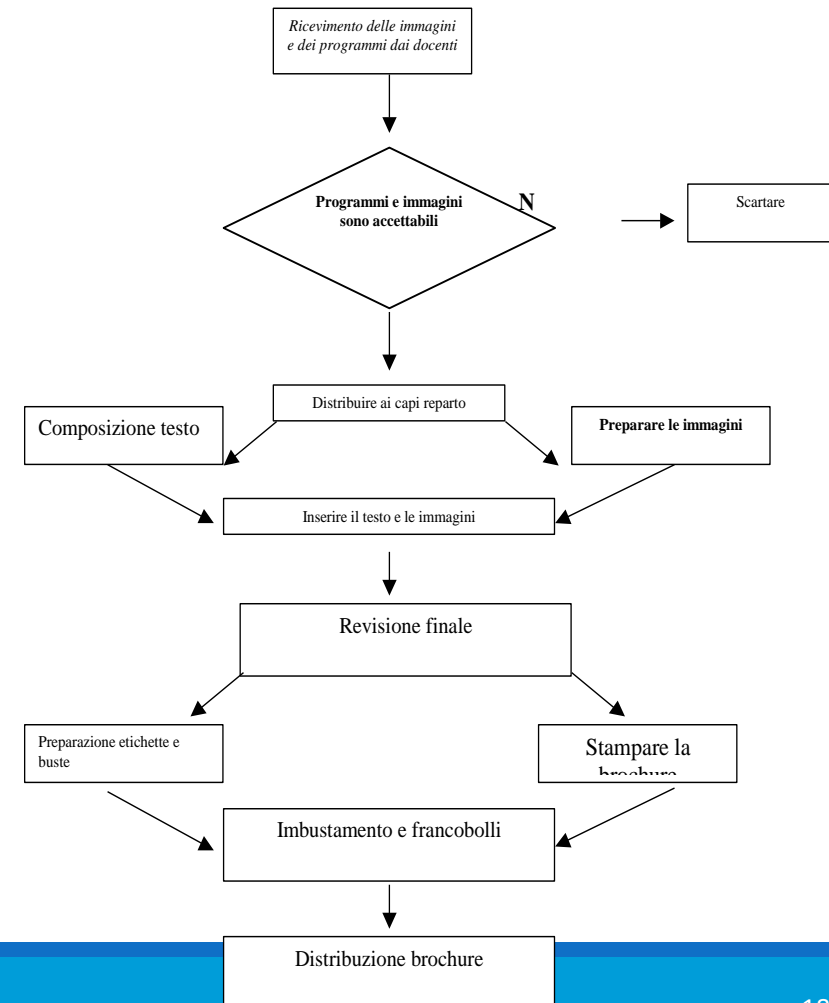 Ricevimento delle immagini
e dei programmi dai docenti
Programmi e immagini
sono accettabili
N
Scartare
Distribuire ai capi reparto
Composizione testo
Preparare le immagini
Inserire il testo e le immagini
Revisione finale
Preparazione etichette e
buste
Stampare la
brochure
Imbustamento e francobolli
Distribuzione brochure